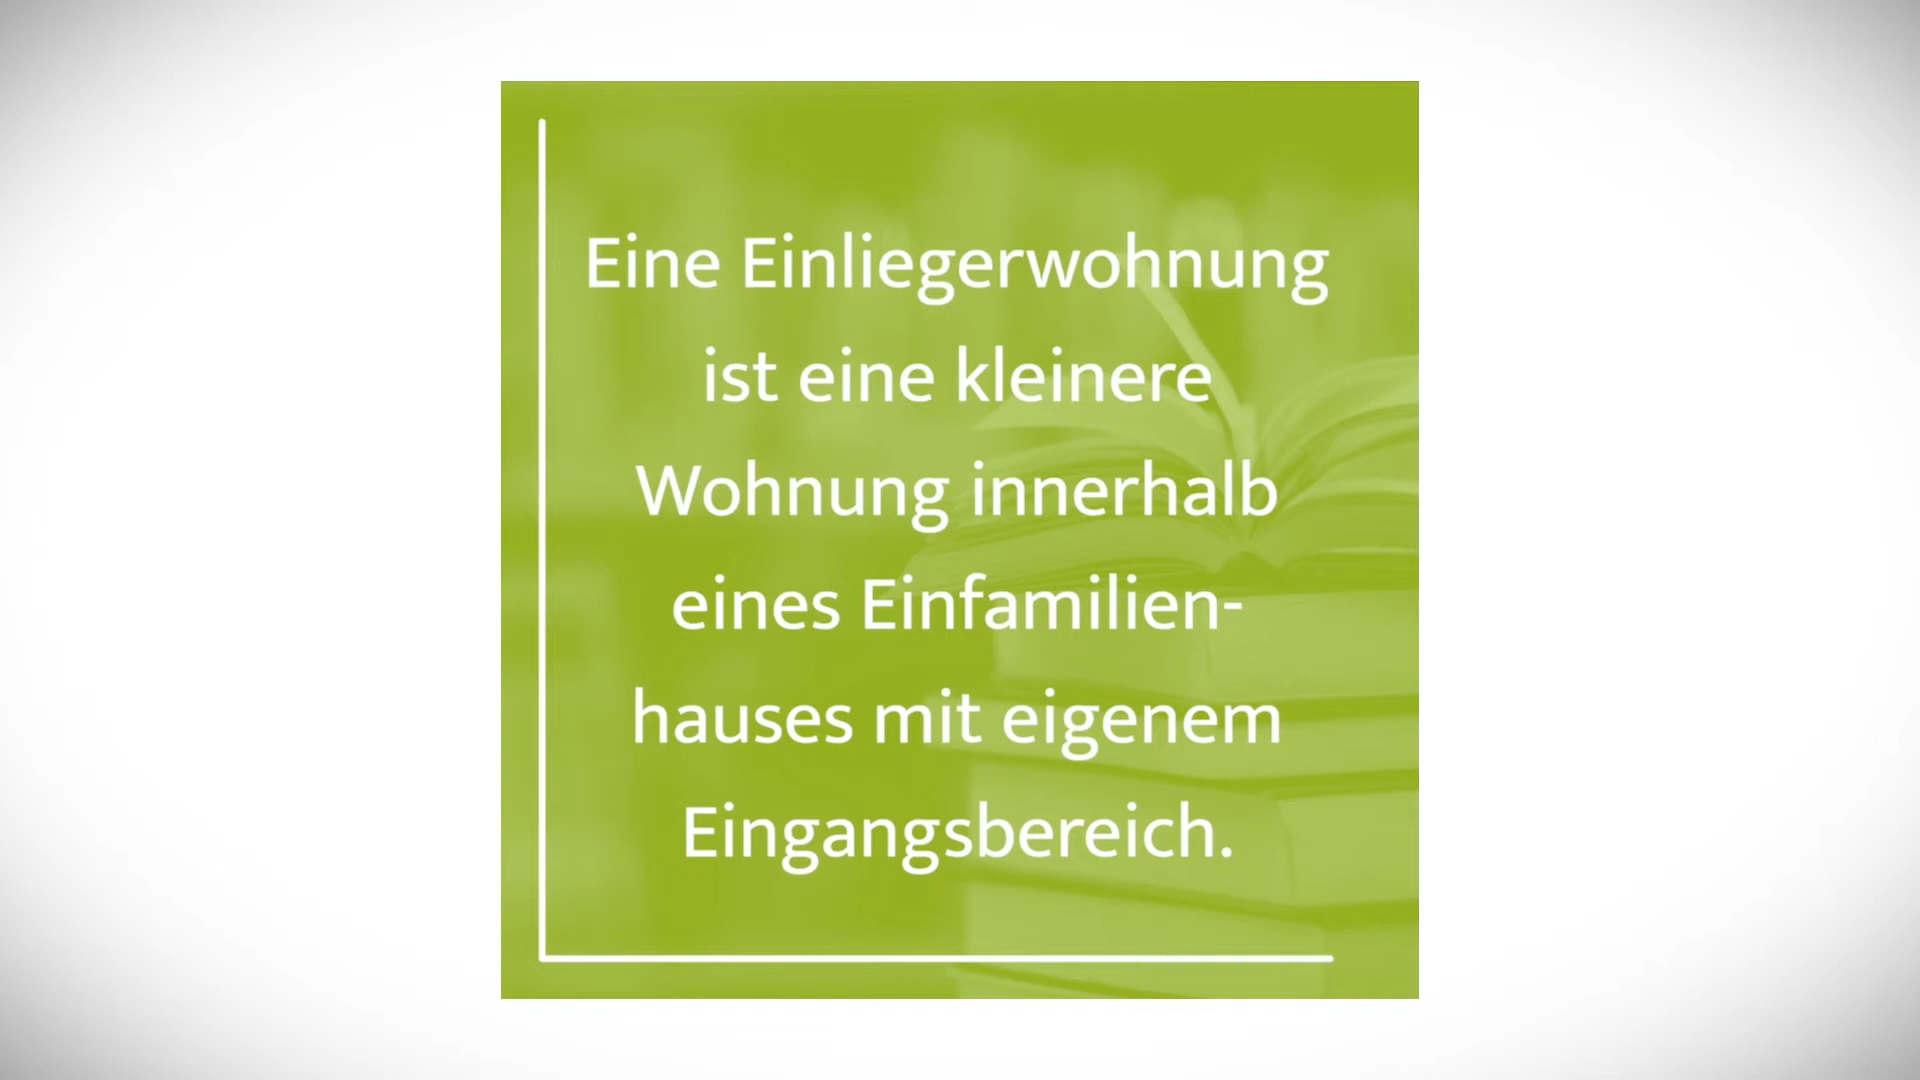 Eine Einliegerwohnung
ist eine kleinere
Wohnung innerhalb
eines Einfamilien-
hauses mit eigenem
Eingangsbereich.